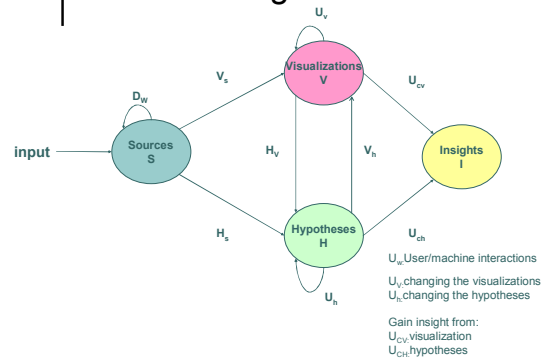 U_v
Visualizations
V
V_s
U_cv
D_W
input
Sources
S
H_V
V_h
Insights
I
Hypotheses
H
H_s
U_ch
U_h
U_w:User/machine interactions
U_V:changing the visualizations
U_h:changing the hypotheses
Gain insight from:
U_CV:visualization
U_CH:hypotheses